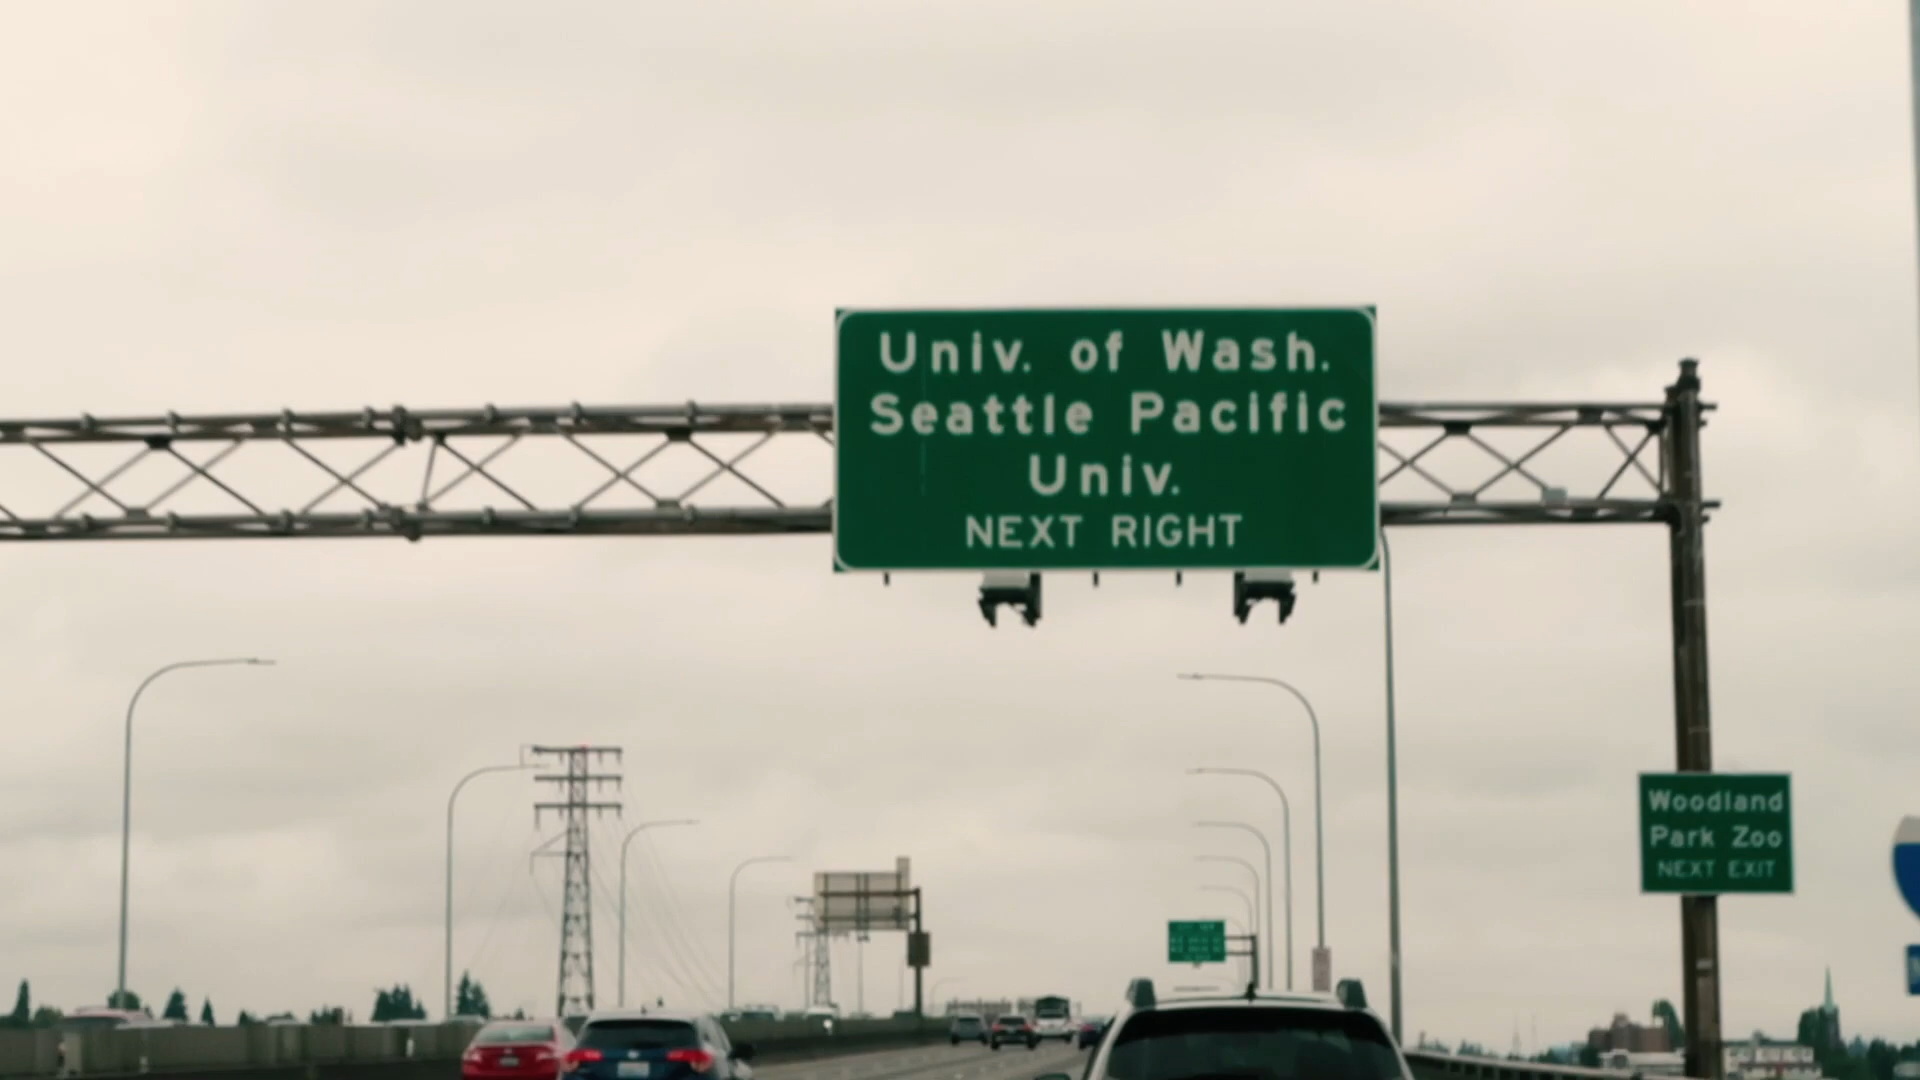 Univ. of Wash.
Seattle Pacific
Univ.
NEXT RIGHT
Woodland
Park Zoo
NEXT EXIT